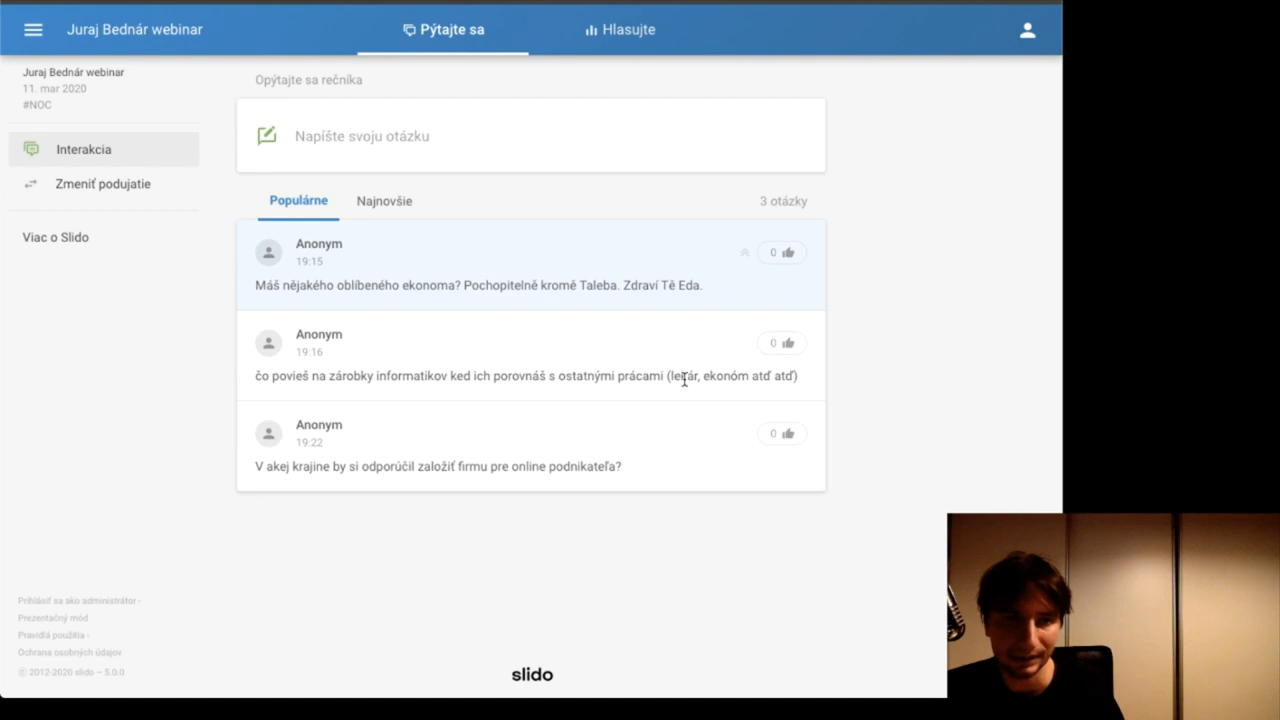 Juraj Bednár webinar
Pýtajte sa
Hlasujte
Juraj Bednár webinar
11. mar 2020
#NOC
Interakcia
Zmeniť podujatie
Viac o Slido
Opýtajte sa rečníka
Napíšte svoju otázku
Populárne
Najnovšie
3 otázky
Anonym
19:15
0
Máš nějakého oblíbeného ekonoma? Pochopitelně kromě Taleba. Zdraví Tě Eda.
Anonym
19:16
0
čo povieš na zárobky informatikov ked ich porovnáš s ostatnými prácami (lekár, ekonóm atď atď)
Anonym
19:22
0
V akej krajine by si odporúčil založiť firmu pre online podnikateľa?
Prihlásiť sa ako administrátor -
Prezentačný mód
Pravidlá použitia -
Ochrana osobných údajov
© 2012-2020 slido – 5.0.0
slido